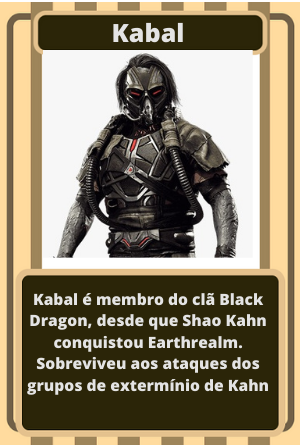 Kabal
Kabal é membro do clã Black
Dragon, desde que Shao Kahn
conquistou Earthrealm.
Sobreviveu aos ataques dos
grupos de extermínio de Kahn